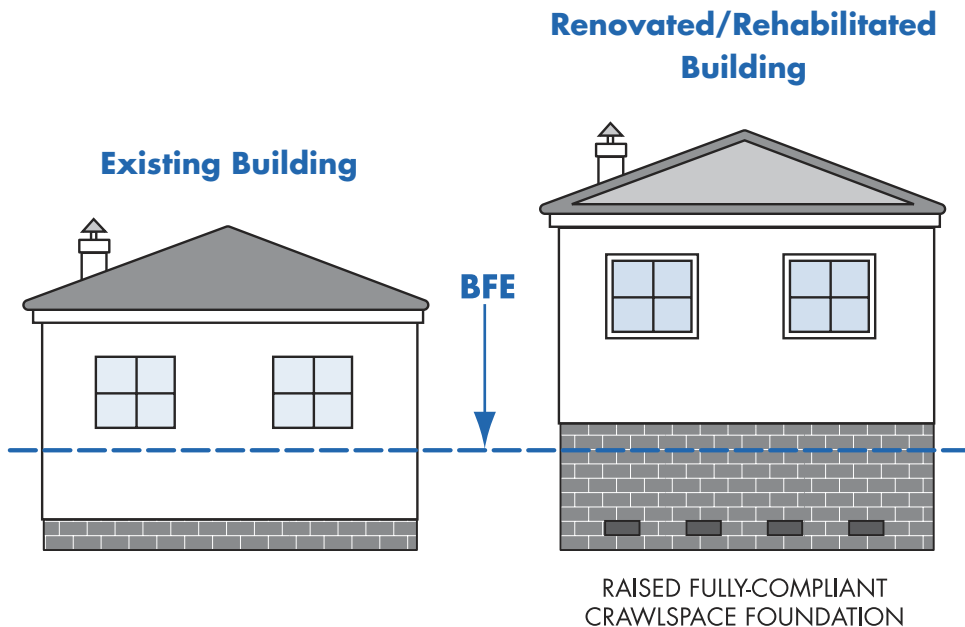 Existing Building
BFE
Renovated/Rehabilitated
Building
RAISED FULLY-COMPLIANT
CRAWLSPACE FOUNDATION